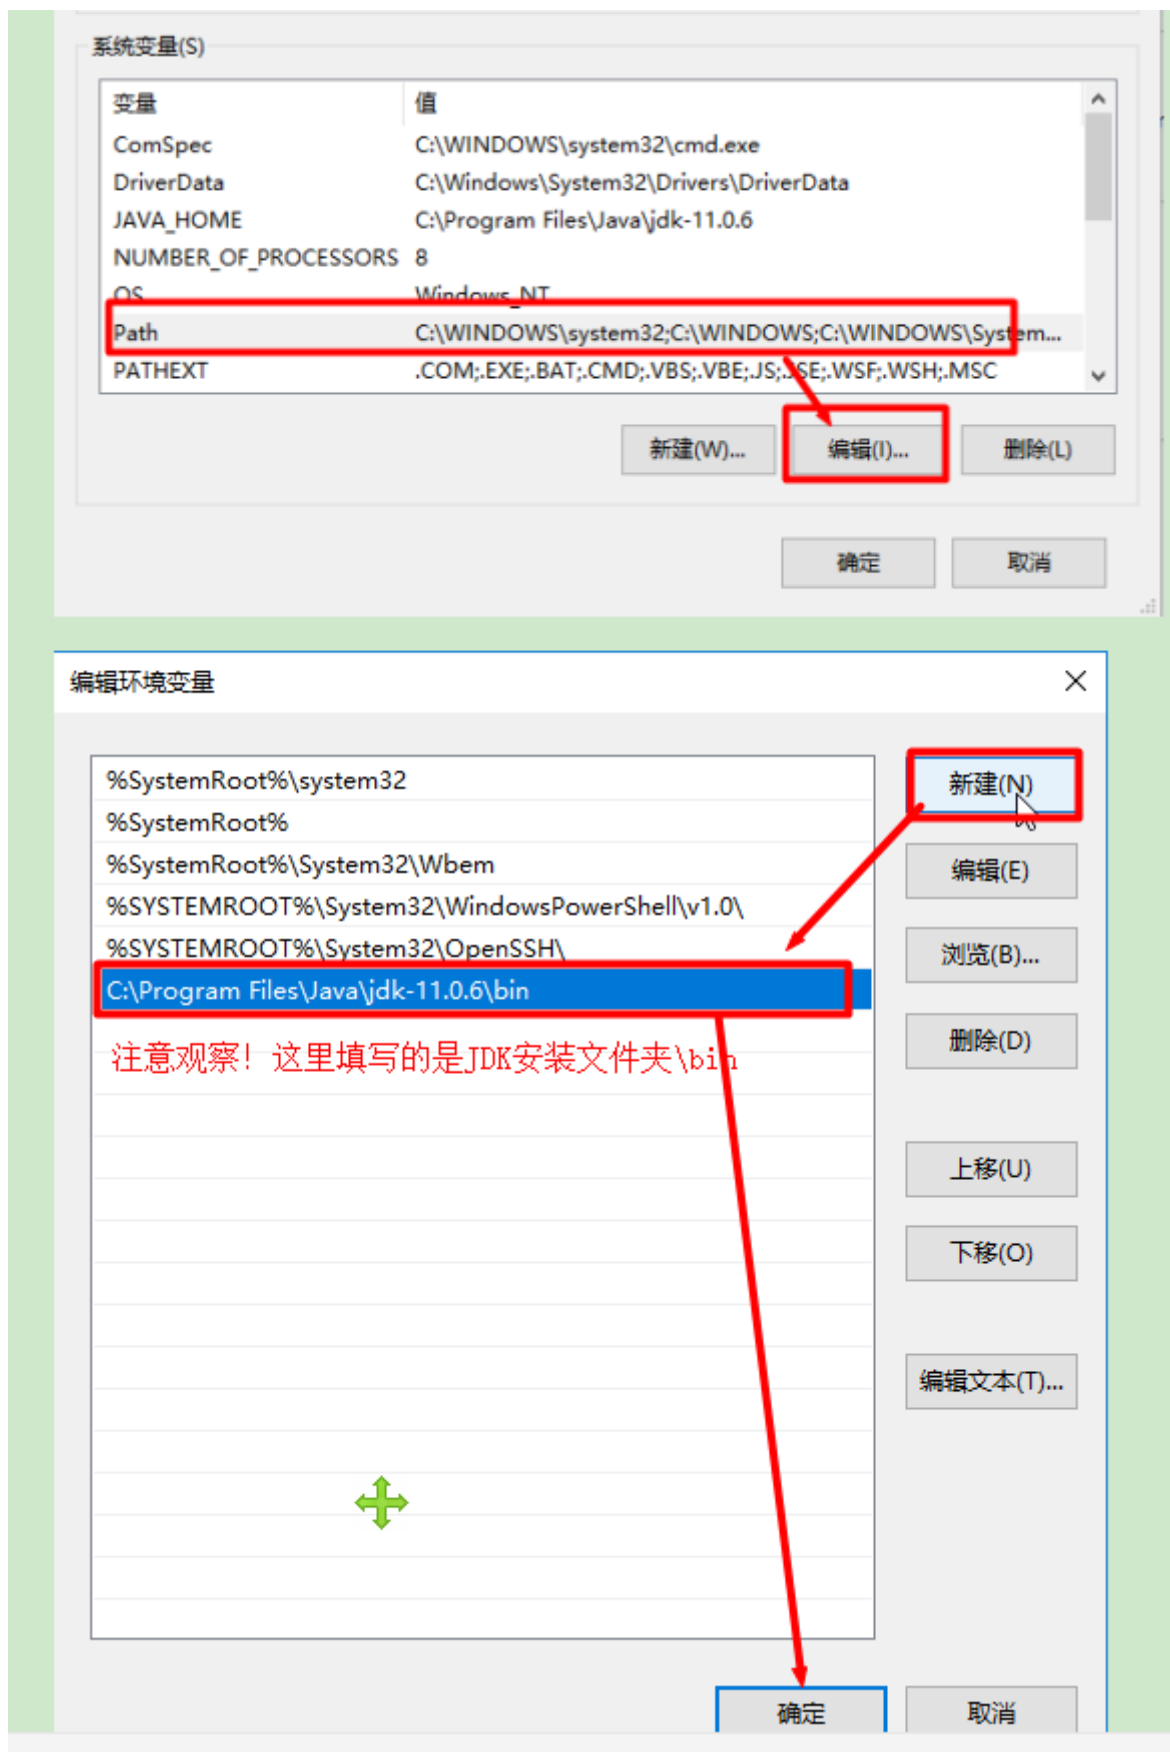 系统变量(S)
变量 值
ComSpec C:\WINDOWS\system32\cmd.exe
DriverData C:\Windows\System32\Drivers\DriverData
JAVA_HOME C:\Program Files\Java\jdk-11.0.6
NUMBER_OF_PROCESSORS 8
OS Windows_NT
Path C:\WINDOWS\system32;C:\WINDOWS;C:\WINDOWS\System...
PATHEXT .COM;.EXE;.BAT;.CMD;.VBS;.VBE;.JS;.JSE;.WSF;.WSH;.MSC
新建(W)... 编辑(I)... 删除(L)
确定 取消
编辑环境变量
%SystemRoot%\system32
%SystemRoot%
%SystemRoot%\System32\Wbem
%SYSTEMROOT%\System32\WindowsPowerShell\v1.0\
%SYSTEMROOT%\System32\OpenSSH\
C:\Program Files\Java\jdk-11.0.6\bin
注意观察！这里填写的是JDK安装文件夹\bin
新建(N)
编辑(E)
浏览(B)...
删除(D)
上移(U)
下移(O)
编辑文本(T)...
确定 取消